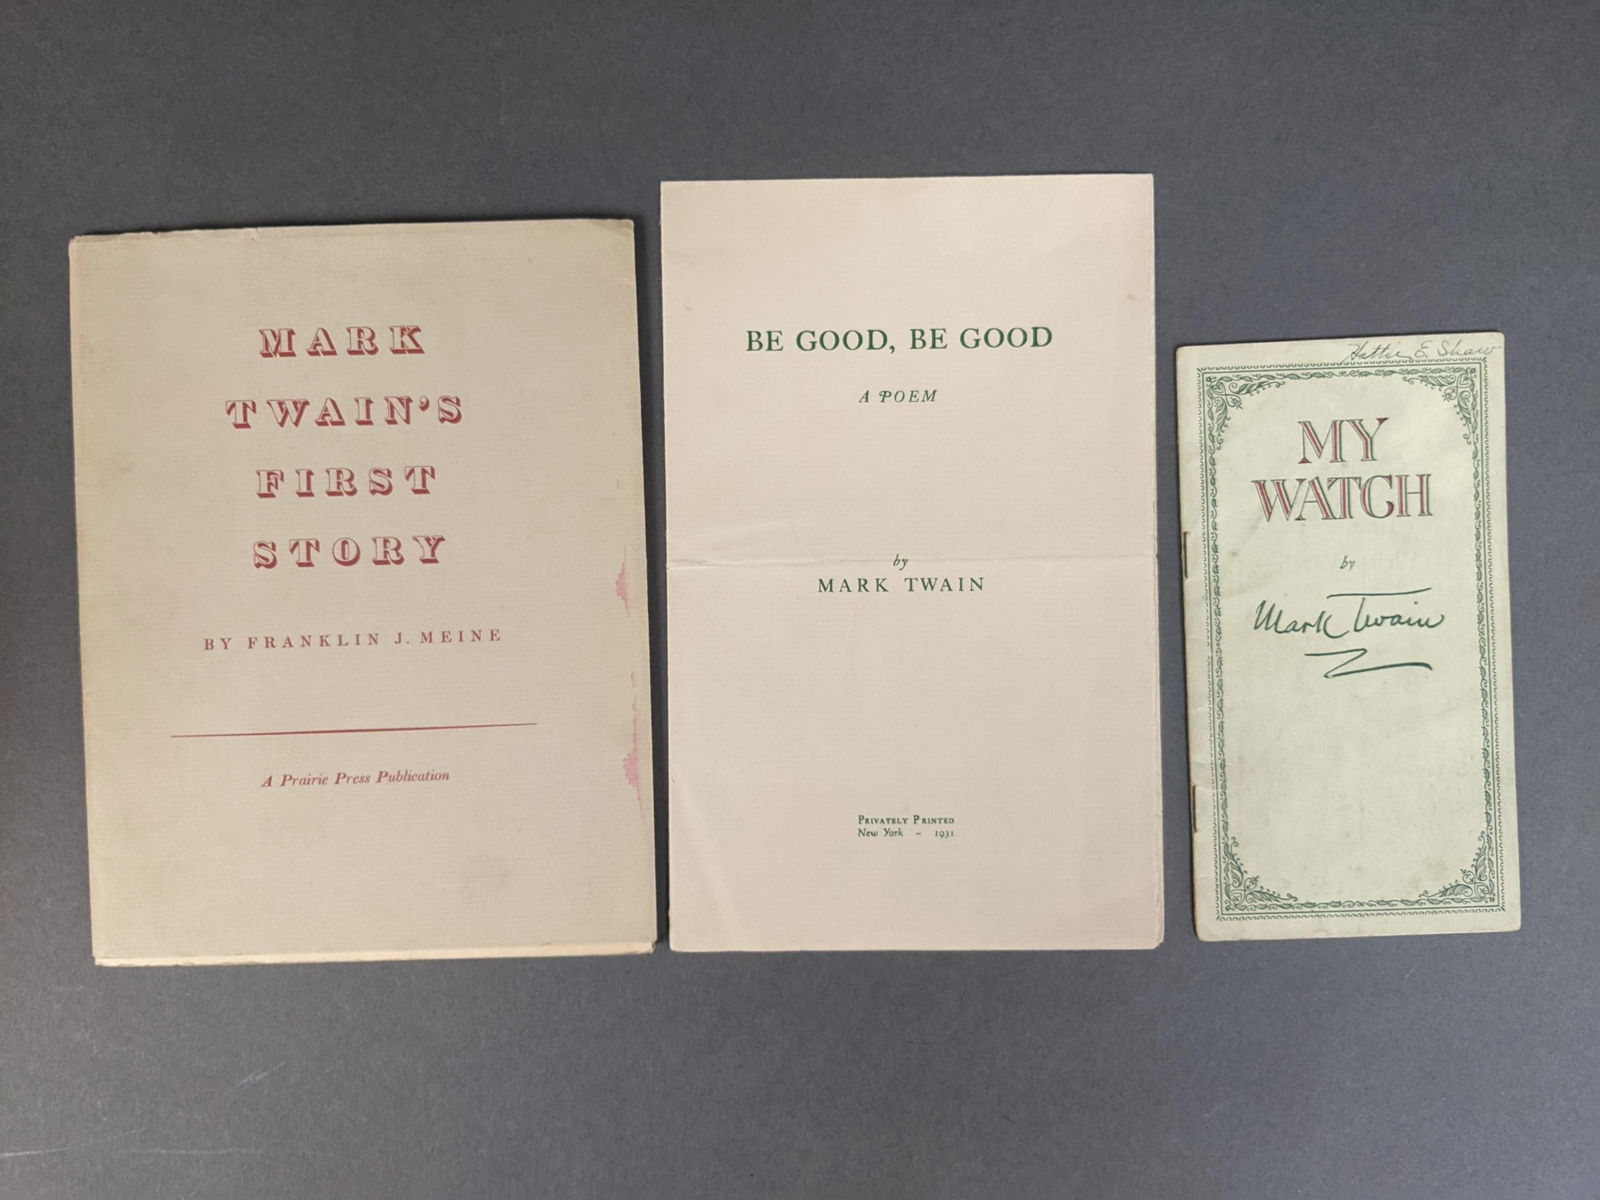 MARK
TWAIN'S
FIRST
STORY
BY FRANKLIN J. MEINE
A Prairie Press Publication
BE GOOD, BE GOOD
A POEM
by
MARK TWAIN
PRIVATELY PRINTED
New York - 1931
Hattie E. Shaw
MY
WATCH
by
Mark Twain